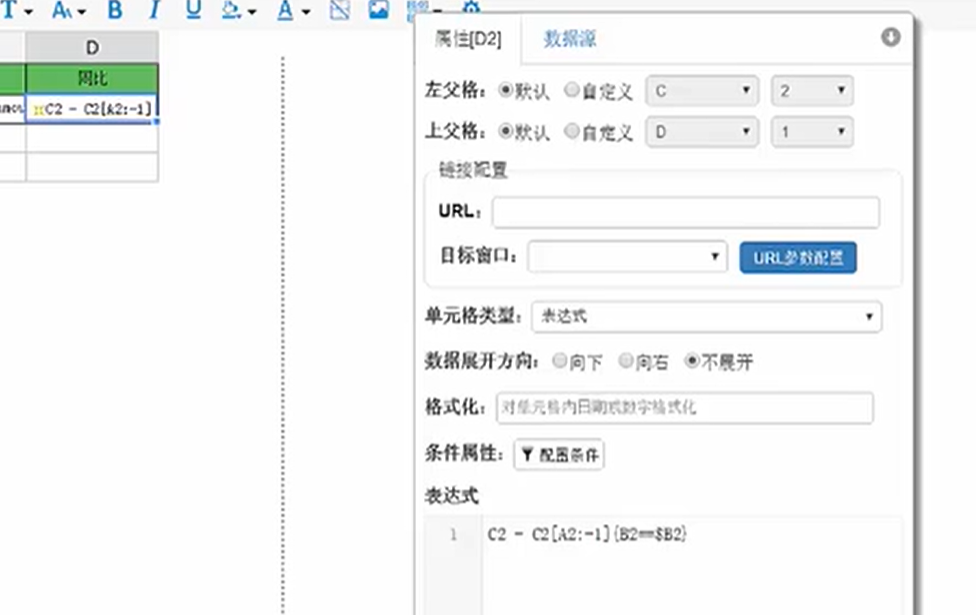 T A B I U A
属性[D2] 数据源
D
左父格： 默认 自定义 C 2
同比
C2 - C2[A2:-1]
上父格： 默认 自定义 D 1
链接配置
URL：
目标窗口： URL参数配置
单元格类型： 表达式
数据展开方向： 向下 向右 不展开
格式化： 对单元格内日期或数字格式化
条件属性： 配置条件
表达式
1 C2 - C2[A2:-1]{B2==$B2}